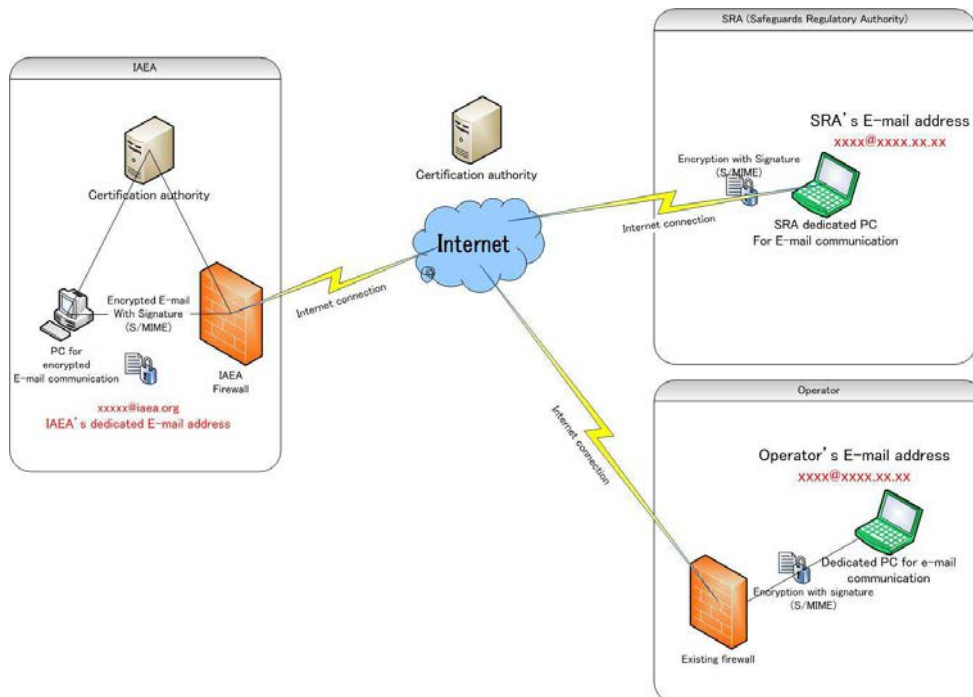 SRA (Safeguards Regulatory Authority)
IAEA
SRA's E-mail address
xxxx@xxxx.xx.xx
Certification authority
Certification authority
Encryption with Signature
(S/MIME)
Internet connection
SRA dedicated PC
For E-mail communication
Internet
Encrypted E-mail
With Signature
(S/MIME)
Internet connection
PC for
encrypted
E-mail communication
IAEA
Firewall
xxxxx@iaea.org
IAEA's dedicated E-mail address
Internet connection
Operator
Operator's E-mail address
xxxx@xxxx.xx.xx
Dedicated PC for e-mail
communication
Encryption with signature
(S/MIME)
Existing firewall